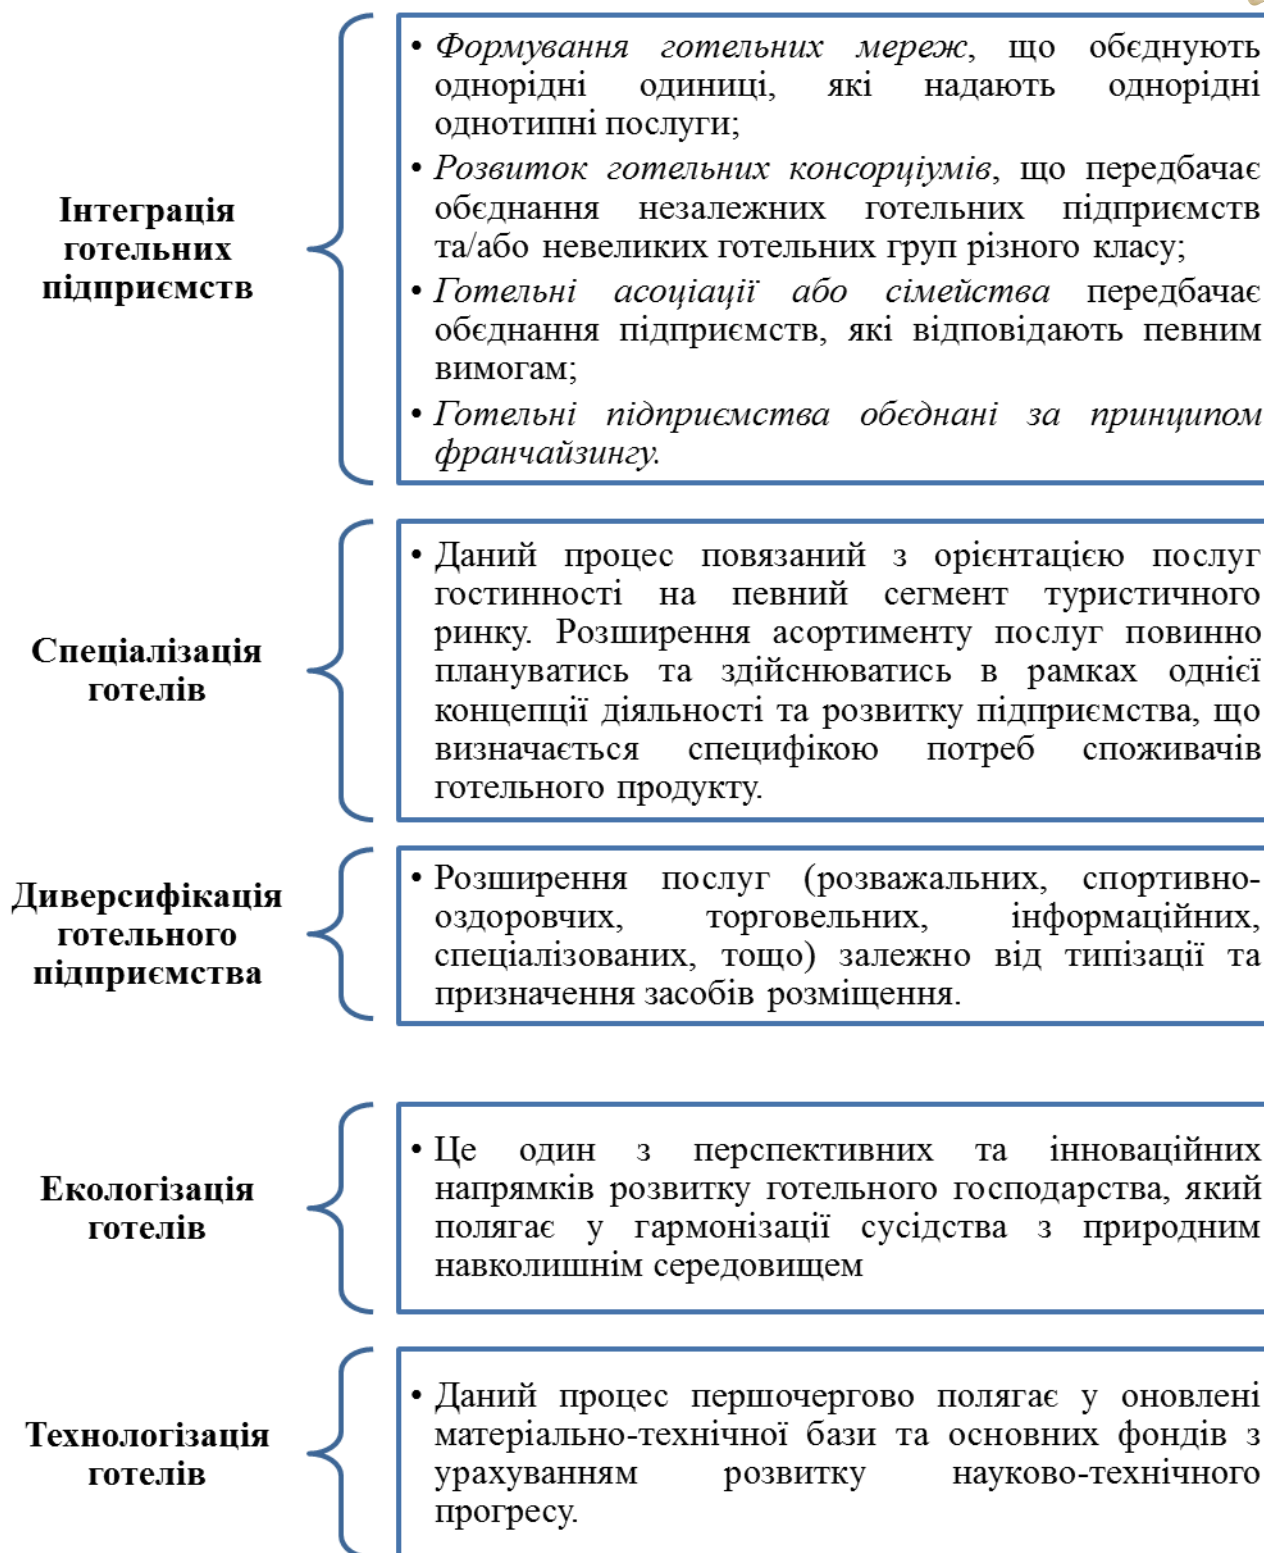 Інтеграція
готельних
підприємств
• Формування готельних мереж, що обєднують
однорідні одиниці, які надають однорідні
однотипні послуги;
• Розвиток готельних консорціумів, що передбачає
обєднання незалежних готельних підприємств
та/або невеликих готельних груп різного класу;
• Готельні асоціації або сімейства передбачає
обєднання підприємств, які відповідають певним
вимогам;
• Готельні підприємства обєднані за принципом
франчайзингу.
Спеціалізація
готелів
• Даний процес повязаний з орієнтацією послуг
гостинності на певний сегмент туристичного
ринку. Розширення асортименту послуг повинно
плануватись та здійснюватись в рамках однієї
концепції діяльності та розвитку підприємства, що
визначається специфікою потреб споживачів
готельного продукту.
Диверсифікація
готельного
підприємства
• Розширення послуг (розважальних, спортивно-
оздоровчих, торговельних, інформаційних,
спеціалізованих, тощо) залежно від типізації та
призначення засобів розміщення.
Екологізація
готелів
• Це один з перспективних та інноваційних
напрямків розвитку готельного господарства, який
полягає у гармонізації сусідства з природним
навколишнім середовищем
Технологізація
готелів
• Даний процес першочергово полягає у оновлені
матеріально-технічної бази та основних фондів з
урахуванням розвитку науково-технічного
прогресу.